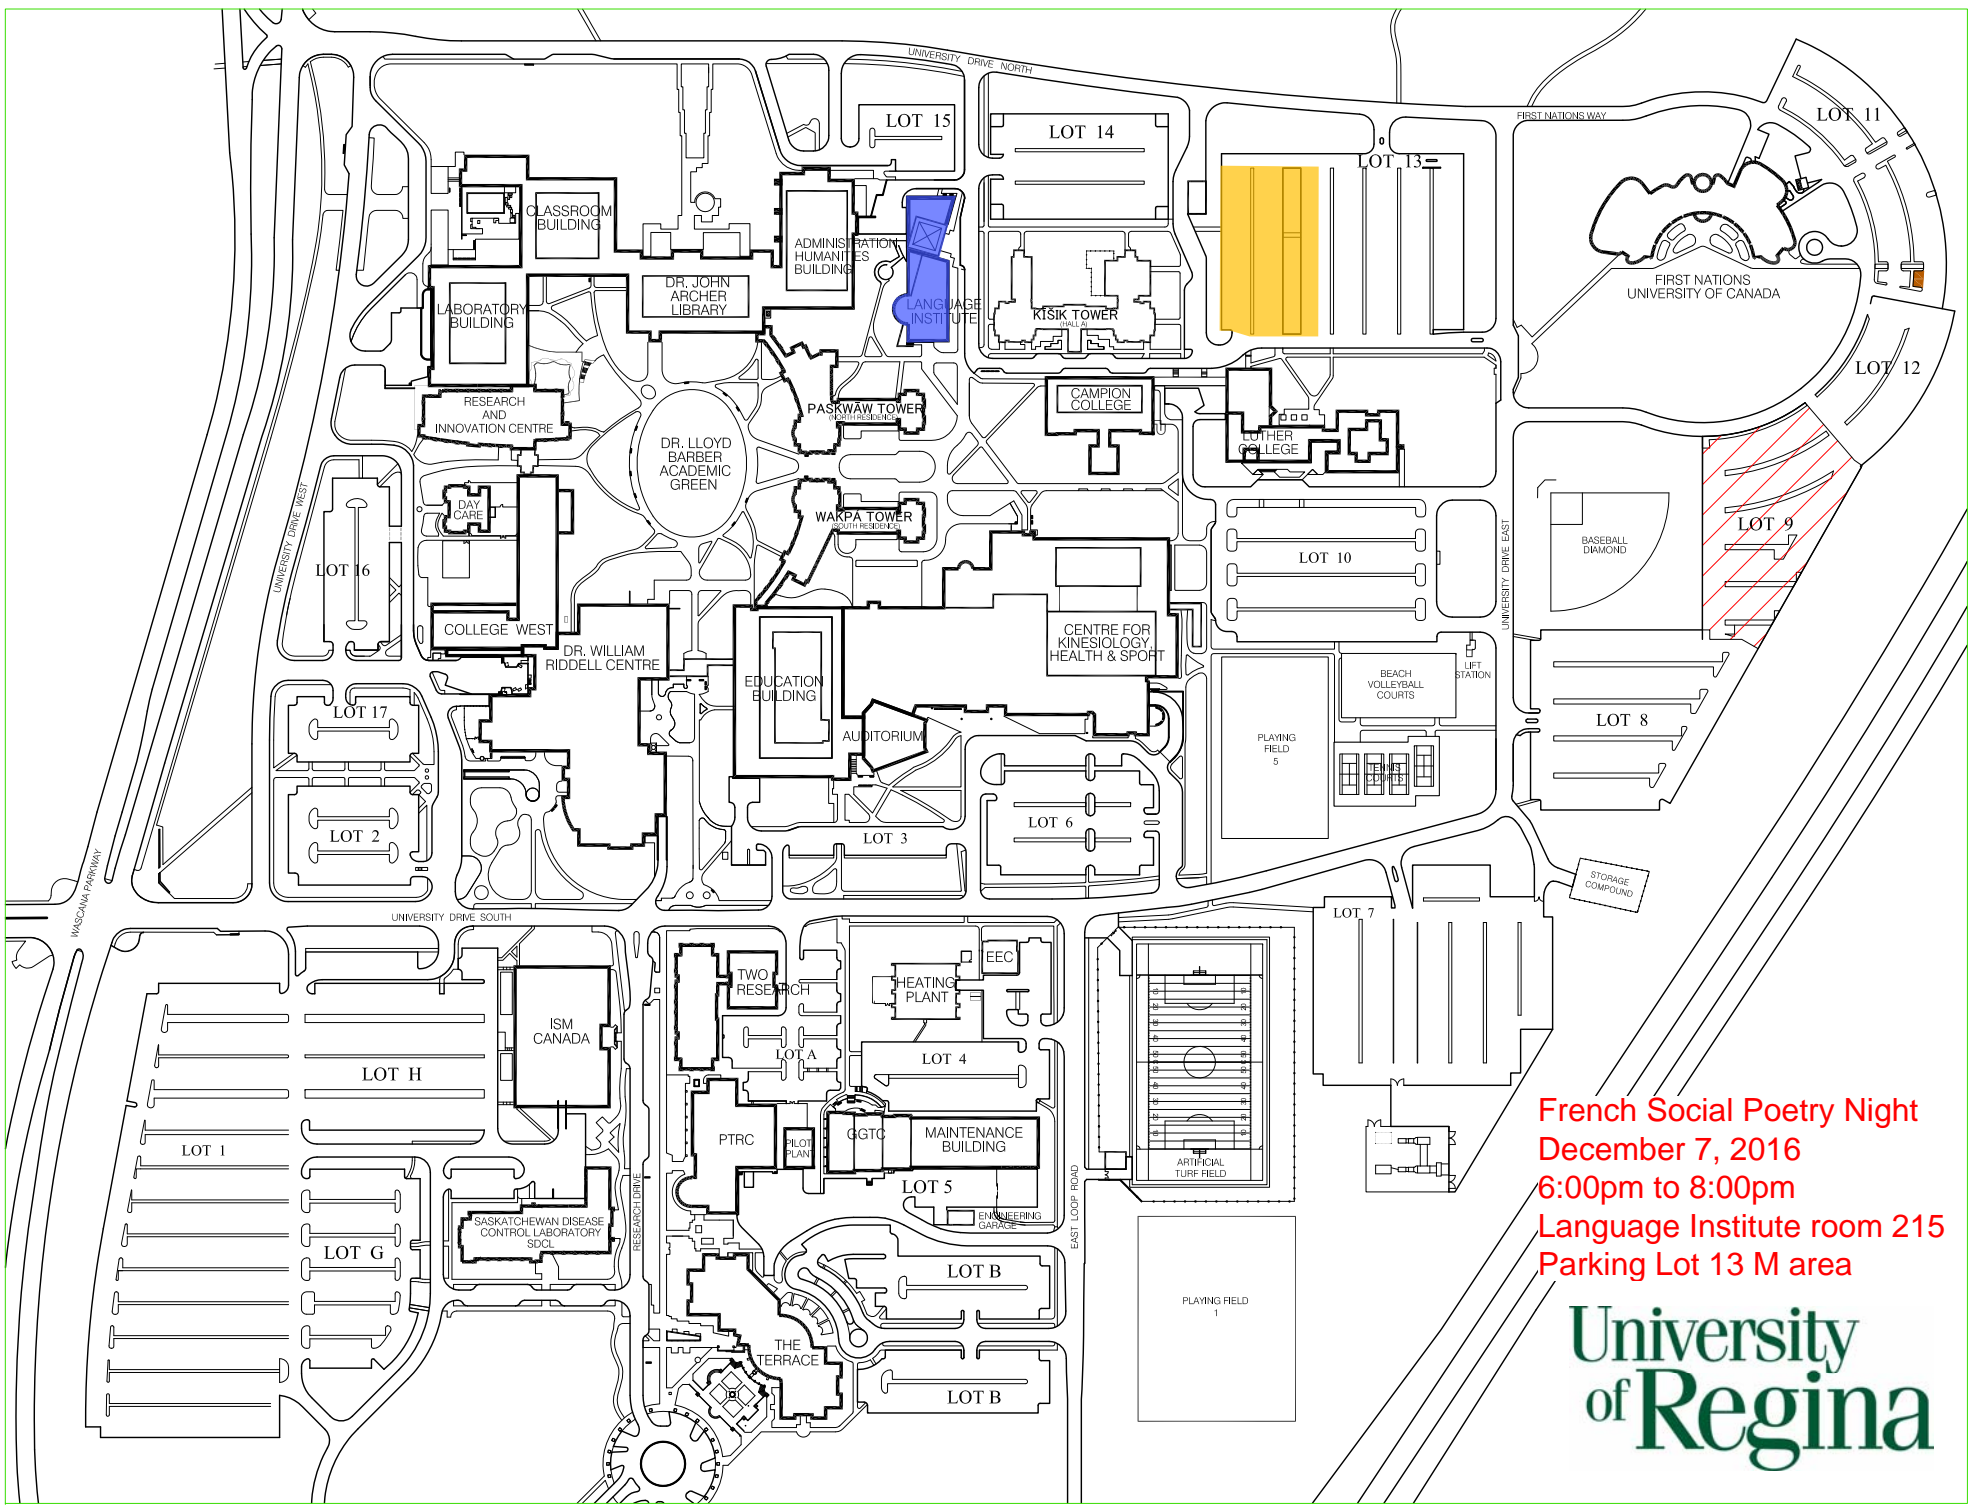 UNIVERSITY DRIVE NORTH
FIRST NATIONS WAY
LOT 11
LOT 15
LOT 14
LOT 13
CLASSROOM
BUILDING
ADMINISTRATION
HUMANITIES
BUILDING
DR. JOHN
ARCHER
LIBRARY
LANGUAGE
INSTITUTE
KĪSIK TOWER
(HALL A)
FIRST NATIONS
UNIVERSITY OF CANADA
LABORATORY
BUILDING
LOT 12
RESEARCH
AND
INNOVATION CENTRE
PASKWĀW TOWER
(NORTH RESIDENCE)
CAMPION
COLLEGE
LUTHER
COLLEGE
DR. LLOYD
BARBER
ACADEMIC
GREEN
DAY
CARE
WAKPÁ TOWER
(SOUTH RESIDENCE)
UNIVERSITY DRIVE WEST
LOT 16
LOT 10
UNIVERSITY DRIVE EAST
BASEBALL
DIAMOND
LOT 9
COLLEGE WEST
DR. WILLIAM
RIDDELL CENTRE
CENTRE FOR
KINESIOLOGY,
HEALTH & SPORT
EDUCATION
BUILDING
AUDITORIUM
BEACH
VOLLEYBALL
COURTS
LIFT
STATION
LOT 17
LOT 8
PLAYING
FIELD
5
TENNIS
COURTS
LOT 2
LOT 3
LOT 6
STORAGE
COMPOUND
WASCANA PARKWAY
UNIVERSITY DRIVE SOUTH
LOT 7
TWO
RESEARCH
HEATING
PLANT
EEC
ISM
CANADA
LOT A
LOT 4
LOT H
PTRC
PILOT
PLANT
GGTC
MAINTENANCE
BUILDING
LOT 1
ARTIFICIAL
TURF FIELD
LOT 5
ENGINEERING
GARAGE
RESEARCH DRIVE
EAST LOOP ROAD
SASKATCHEWAN DISEASE
CONTROL LABORATORY
SDCL
LOT G
LOT B
PLAYING FIELD
1
THE
TERRACE
LOT B
French Social Poetry Night
December 7, 2016
6:00pm to 8:00pm
Language Institute room 215
Parking Lot 13 M area
University
of Regina